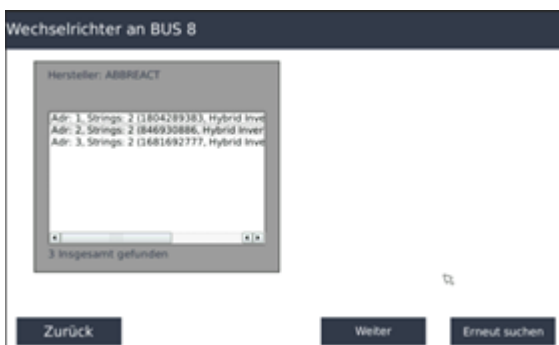 Wechselrichter an BUS 8
Hersteller: ABBREACT
Adr: 1, Strings: 2 (1804289383, Hybrid Inve
Adr: 2, Strings: 2 (846930886, Hybrid Inver
Adr: 3, Strings: 2 (1681692777, Hybrid Inve
3 Insgesamt gefunden
Zurück
Weiter
Erneut suchen